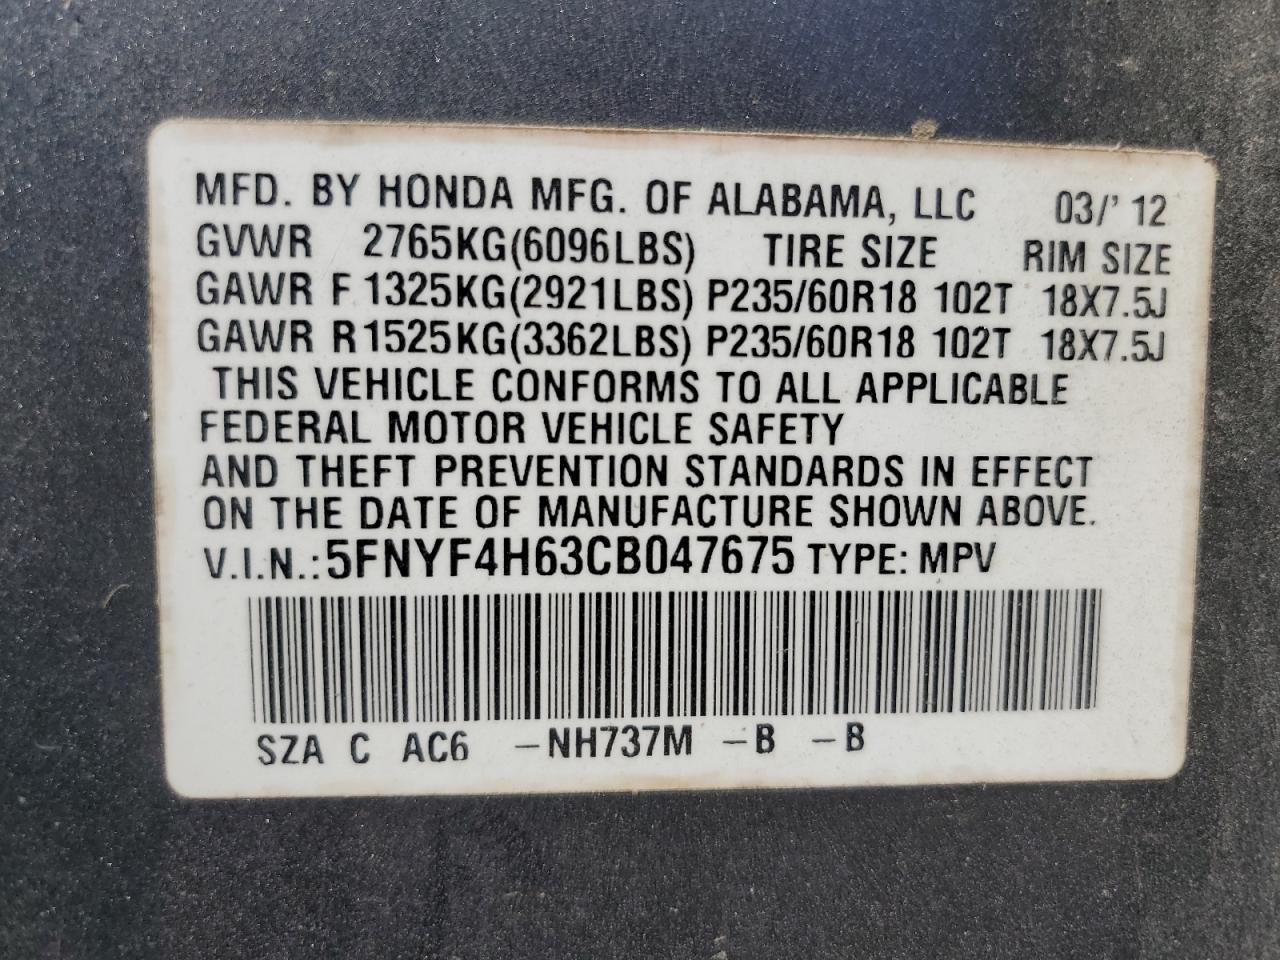 MFD. BY HONDA MFG. OF ALABAMA, LLC 03/'12
GVWR 2765KG(6096LBS) TIRE SIZE RIM SIZE
GAWR F 1325KG(2921LBS) P235/60R18 102T 18X7.5J
GAWR R 1525KG(3362LBS) P235/60R18 102T 18X7.5J
THIS VEHICLE CONFORMS TO ALL APPLICABLE
FEDERAL MOTOR VEHICLE SAFETY
AND THEFT PREVENTION STANDARDS IN EFFECT
ON THE DATE OF MANUFACTURE SHOWN ABOVE.
V.I.N.: 5FNYF4H63CB047675 TYPE: MPV
SZA C AC6 –NH737M –B –B